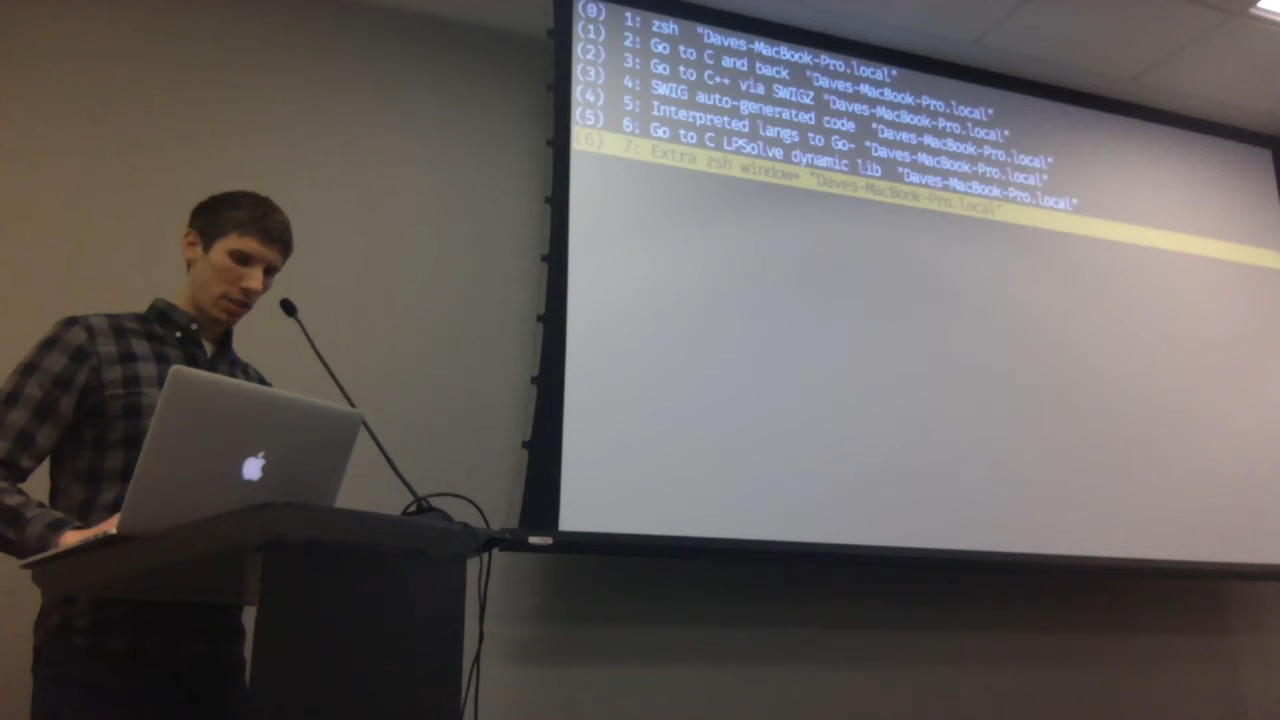 (0) 1: zsh "Daves-MacBook-Pro.local"
(1) 2: Go to C and back "Daves-MacBook-Pro.local"
(2) 3: Go to C++ via SWIGZ "Daves-MacBook-Pro.local"
(3) 4: SWIG auto-generated code "Daves-MacBook-Pro.local"
(4) 5: Interpreted langs to Go- "Daves-MacBook-Pro.local"
(5) 6: Go to C LPSolve dynamic lib "Daves-MacBook-Pro.local"
(6) 7: Extra zsh window* "Daves-MacBook-Pro.local"